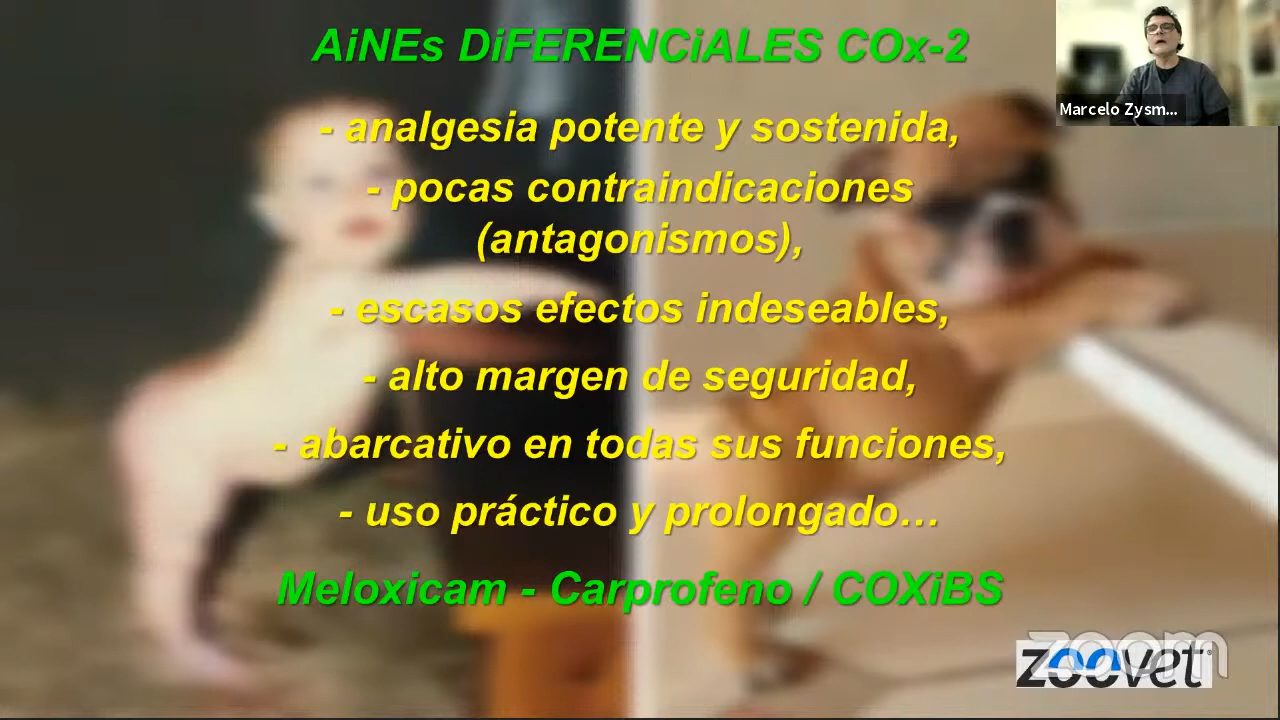 AiNEs DiFERENCiALES COx-2
Marcelo Zysm...
- analgesia potente y sostenida,
- pocas contraindicaciones
(antagonismos),
- escasos efectos indeseables,
- alto margen de seguridad,
- abarcativo en todas sus funciones,
- uso práctico y prolongado...
Meloxicam - Carprofeno / COXiBS
zoom
zoovet